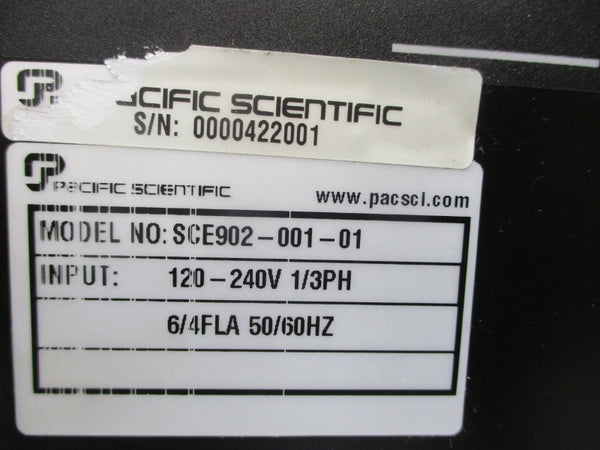 PACIFIC SCIENTIFIC
S/N: 0000422001
PACIFIC SCIENTIFIC
www.pacsci.com
MODEL NO: SCE902-001-01
INPUT: 120-240V 1/3PH
6/4FLA 50/60HZ